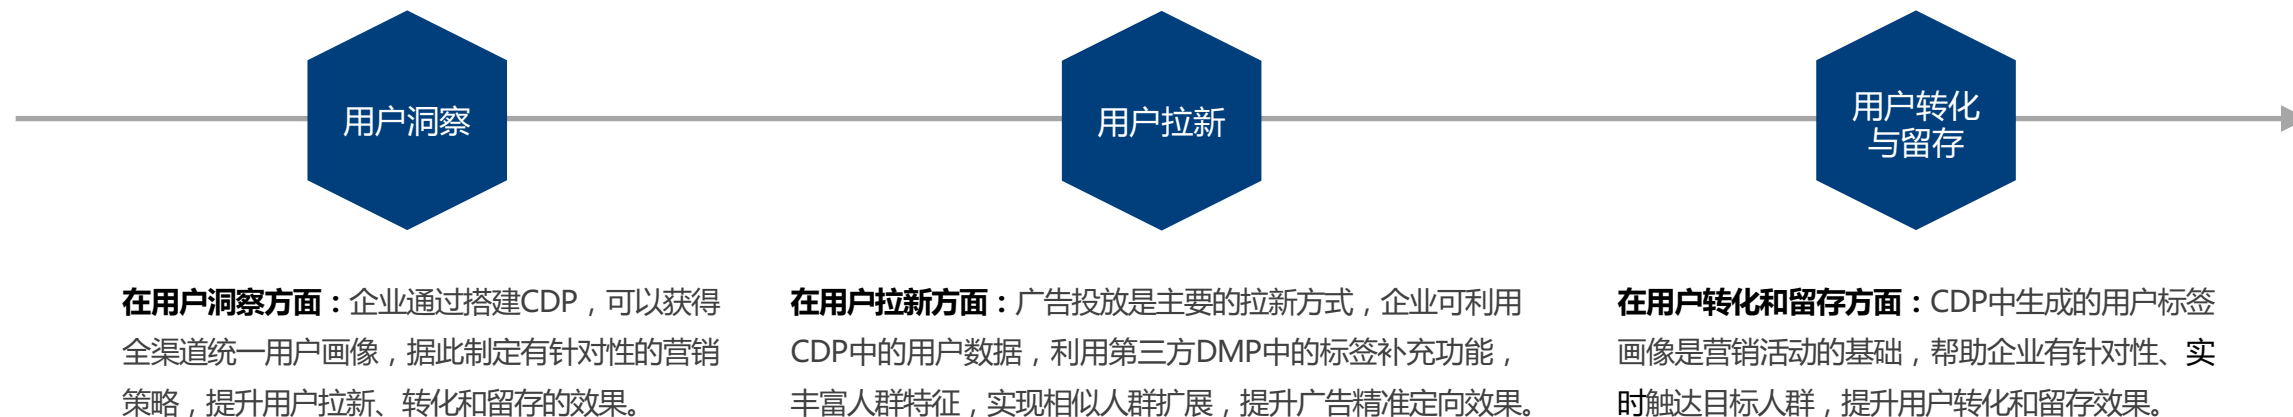 用户洞察
用户拉新
用户转化
与留存
在用户洞察方面：企业通过搭建CDP，可以获得
全渠道统一用户画像，据此制定有针对性的营销
策略，提升用户拉新、转化和留存的效果。
在用户拉新方面：广告投放是主要的拉新方式，企业可利用
CDP中的用户数据，利用第三方DMP中的标签补充功能，
丰富人群特征，实现相似人群扩展，提升广告精准定向效果。
在用户转化和留存方面：CDP中生成的用户标签
画像是营销活动的基础，帮助企业有针对性、实
时触达目标人群，提升用户转化和留存效果。